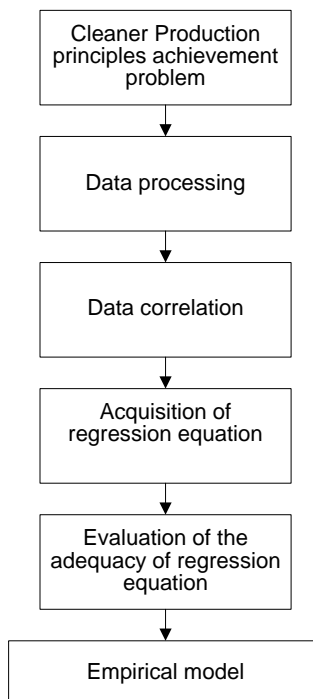 Cleaner Production
principles achievement
problem
Data processing
Data correlation
Acquisition of
regression equation
Evaluation of the
adequacy of regression
equation
Empirical model